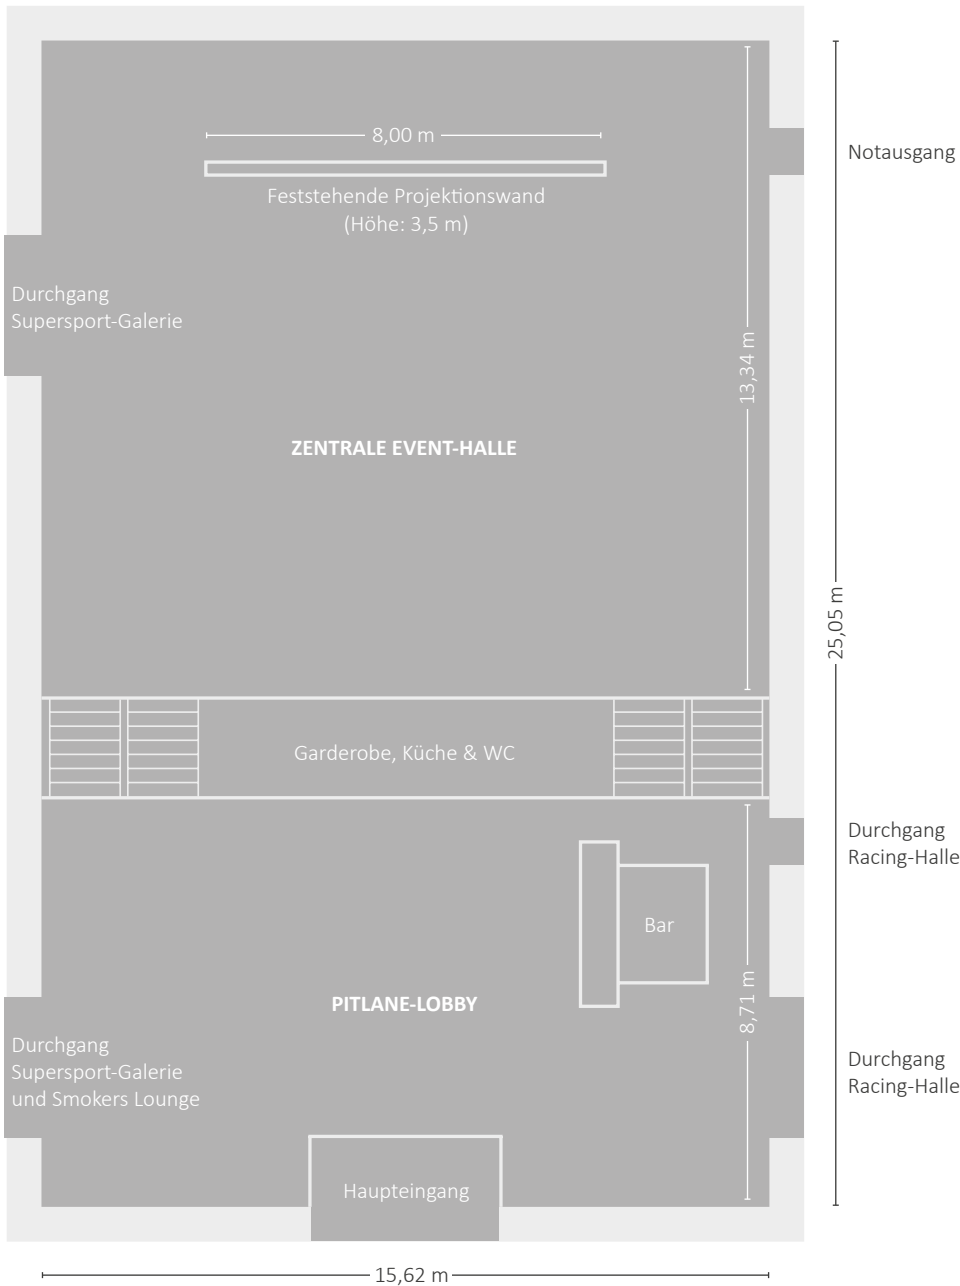 8,00 m
Notausgang
Feststehende Projektionswand
(Höhe: 3,5 m)
Durchgang
Supersport-Galerie
13,34 m
ZENTRALE EVENT-HALLE
25,05 m
Garderobe, Küche & WC
Durchgang
Racing-Halle
Bar
PITLANE-LOBBY
8,71 m
Durchgang
Supersport-Galerie
und Smokers Lounge
Durchgang
Racing-Halle
Haupteingang
15,62 m